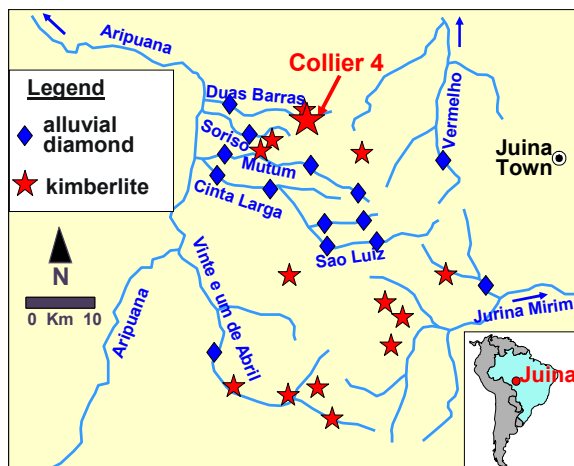 Aripuana
Collier 4
Legend
alluvial
diamond
kimberlite
Duas Barras
Soriso
Mutum
Cinta Larga
Vermelho
Juina
Town
Sao Luiz
N
0 Km 10
Aripuana
Vinte e um de Abril
Jurina Mirim
Juina